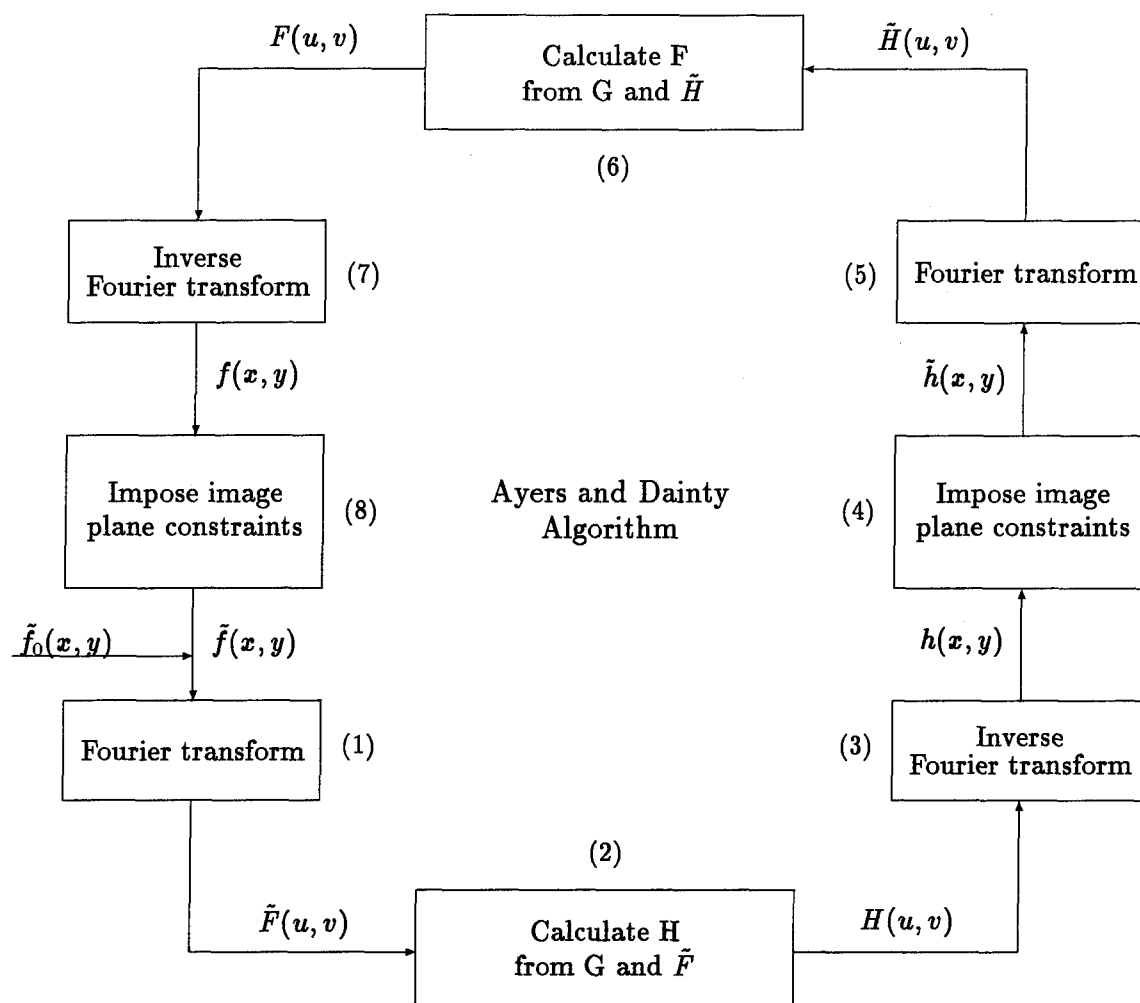 F(u, v)
Calculate F
from G and H̃
H̃(u, v)
(6)
Inverse
Fourier transform
(7)
(5)
Fourier transform
f(x, y)
h̃(x, y)
Impose image
plane constraints
(8)
Ayers and Dainty
Algorithm
(4)
Impose image
plane constraints
f̃₀(x, y)
f̃(x, y)
h(x, y)
Fourier transform
(1)
(3)
Inverse
Fourier transform
(2)
F̃(u, v)
Calculate H
from G and F̃
H(u, v)